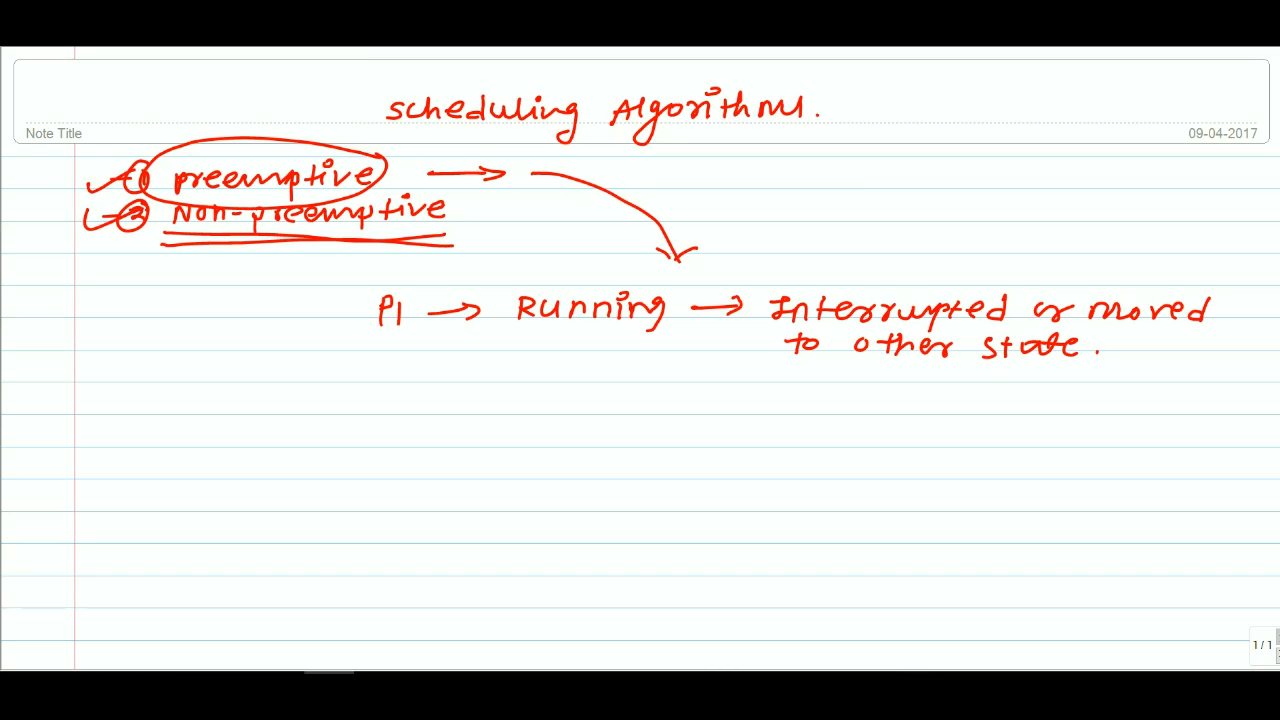 Scheduling Algorithms.
Note Title
09-04-2017
① preemptive →
② Non-preemptive
P1 → Running → Interrupted or moved
to other state.
1 / 1